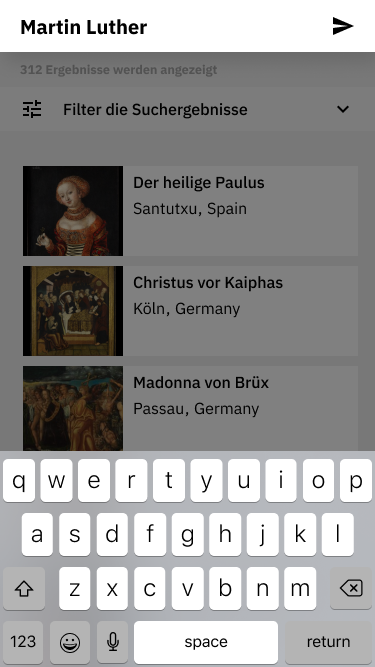 Martin Luther
312 Ergebnisse werden angezeigt
Filter die Suchergebnisse
Der heilige Paulus
Santutxu, Spain
Christus vor Kaiphas
Köln, Germany
Madonna von Brüx
Passau, Germany
q w e r t y u i o p
a s d f g h j k l
z x c v b n m
123 space return